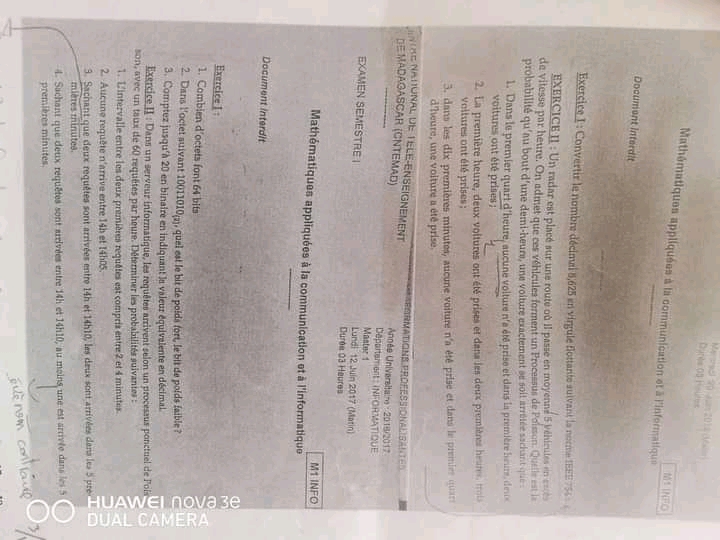 Mercredi 20 2018 (Matin)
Durée 03 Heures
Mathématiques appliquées à la communication et à l'informatique
M1 INFO
Document interdit
Exercice I : Convertir le nombre décimal 8,625 en virgule flottante suivant la norme IEEE 754
EXERCICE II : Un radar est placé sur une route où il passe en moyenne 5 véhicules en excès
de vitesse par heure. On admet que ces véhicules forment un Processus de Poisson. Quelle est la
probabilité qu'au bout d'une demi-heure, une voiture exactement se soit arrêtée sachant que :
1. Dans le premier quart d'heure, aucune voiture n'a été prise et dans la première heure, deux
voitures ont été prises ;
2. La première heure, deux voitures ont été prises et dans les deux premières heures, trois
voitures ont été prises;
3. dans les dix premières minutes, aucune voiture n'a été prise et dans le premier quart
d'heure, une voiture a été prise.
NATIONAL DE TELE-ENSEIGNEMENT
DE MADAGASCAR (CNTEMAD)
FORMATIONS PROFESSIONALISANTES
Année Universitaire : 2016/2017
Département : INFORMATIQUE
Master 1
EXAMEN SEMESTRE I
Lundi 12 Juin 2017 (Matin)
Durée 03 Heures
Mathématiques appliquées à la communication et à l'informatique
M1 INFO
Document interdit
Exercice I :
1. Combien d'octets font 64 bits
2. Dans l'octet suivant 10011010(2), quel est le bit de poids fort, le bit de poids faible ?
3. Comptez jusqu'à 20 en binaire en indiquant la valeur équivalente en décimal.
Exercice II : Dans un serveur informatique, les requêtes arrivent selon un processus ponctuel de Pois
son, avec un taux de 60 requêtes par heure. Déterminer les probabilités suivantes :
1. L'intervalle entre les deux premières requêtes est compris entre 2 et 4 minutes.
2. Aucune requête n'arrive entre 14h et 14h05.
3. Sachant que deux requêtes sont arrivées entre 14h et 14h10, les deux sont arrivées dans les 5 pre
mières minutes.
4. Sachant que deux requêtes sont arrivées entre 14h et 14h10, au moins une est arrivée dans les 5
premières minutes.
HUAWEI nova 3e
DUAL CAMERA